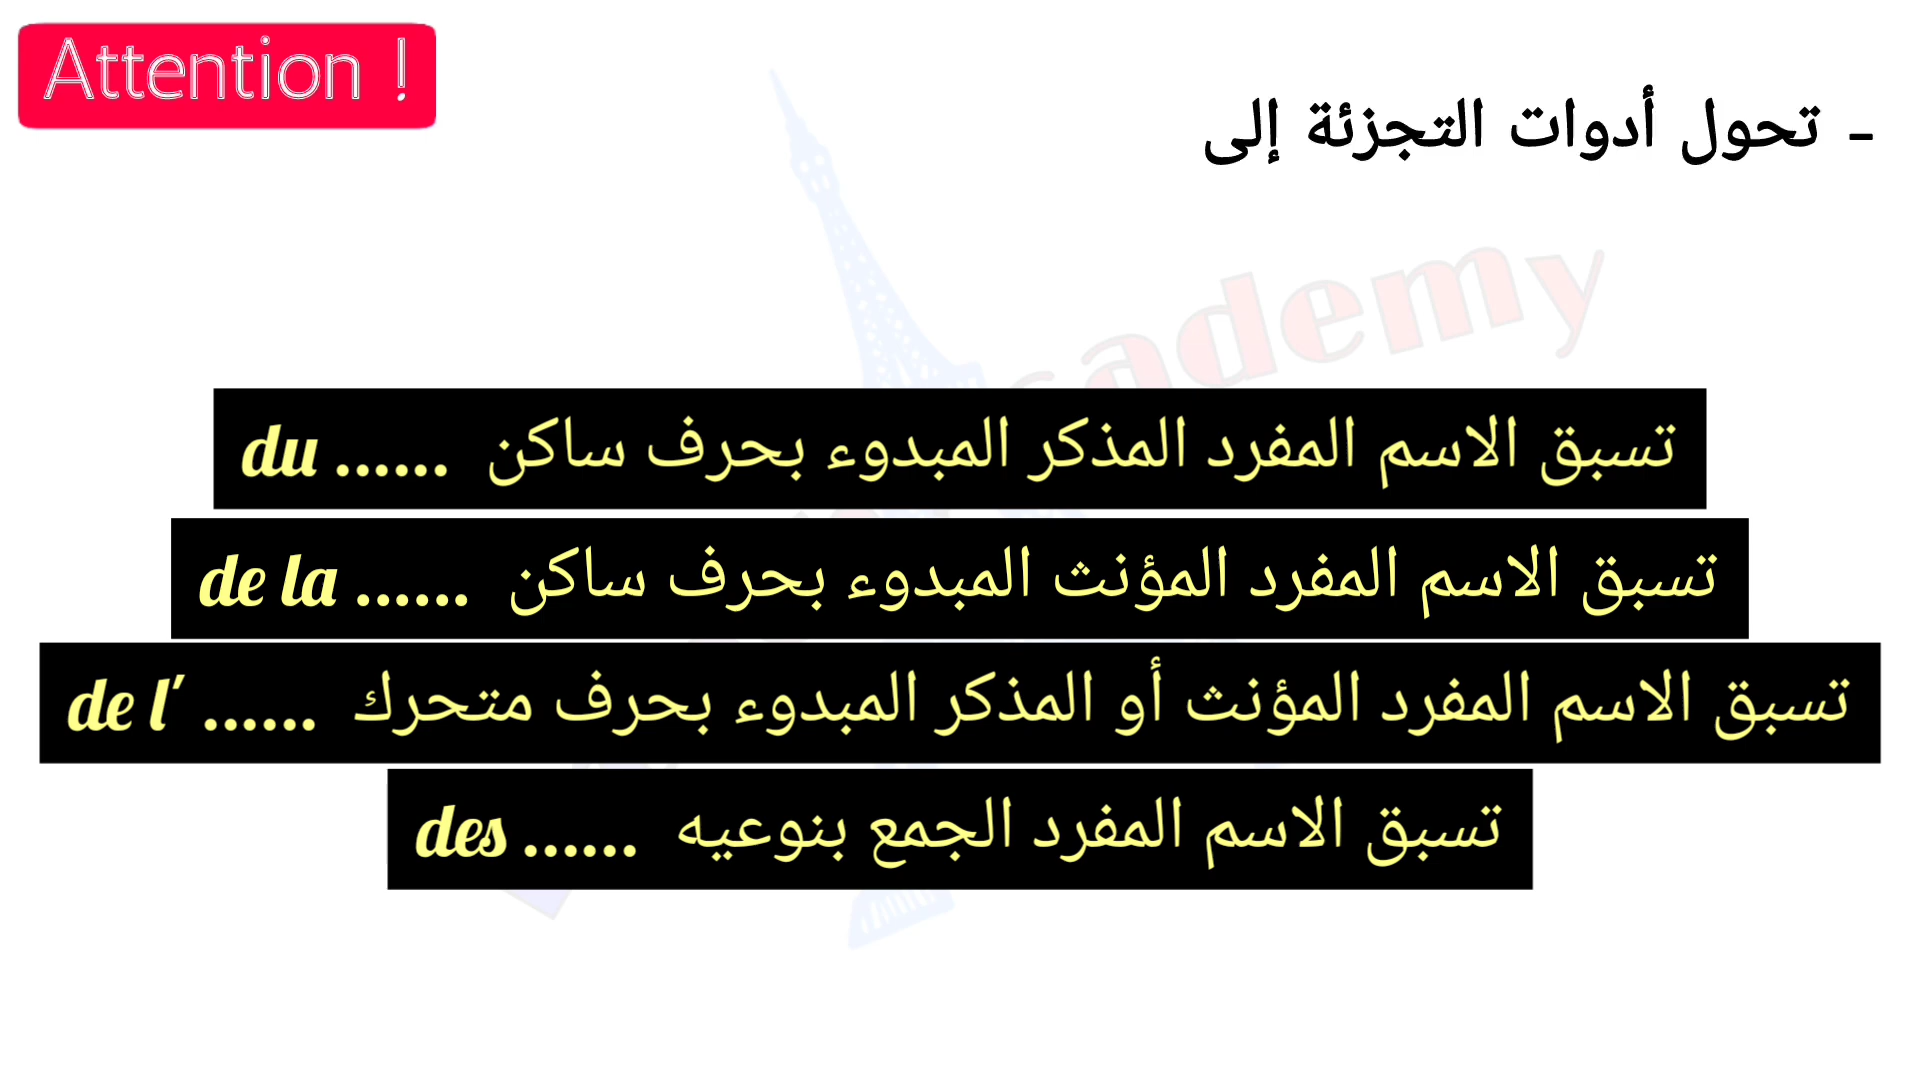 Attention !
- تحول أدوات التجزئة إلى
ademy
du ...... تسبق الاسم المفرد المذكر المبدوء بحرف ساكن
de la ...... تسبق الاسم المفرد المؤنث المبدوء بحرف ساكن
de l' ...... تسبق الاسم المفرد المؤنث أو المذكر المبدوء بحرف متحرك
des ...... تسبق الاسم المفرد الجمع بنوعيه